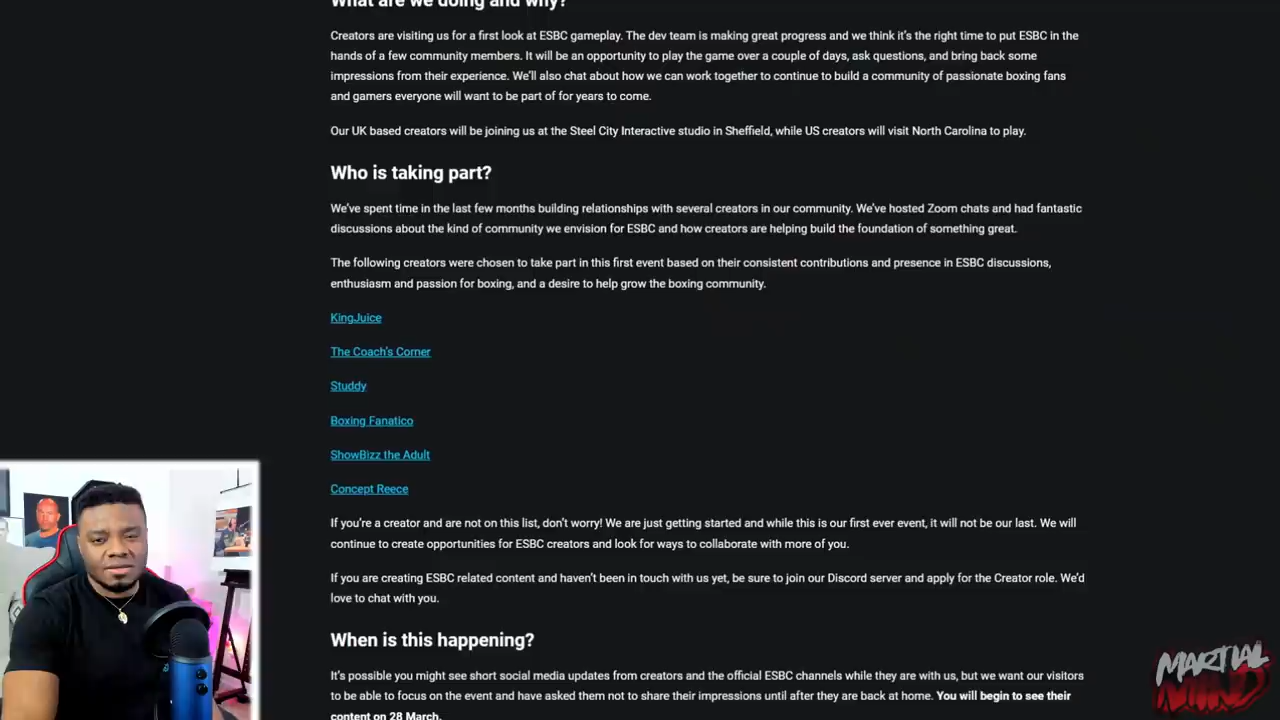 What are we doing and why?
Creators are visiting us for a first look at ESBC gameplay. The dev team is making great progress and we think it's the right time to put ESBC in the
hands of a few community members. It will be an opportunity to play the game over a couple of days, ask questions, and bring back some
impressions from their experience. We'll also chat about how we can work together to continue to build a community of passionate boxing fans
and gamers everyone will want to be part of for years to come.
Our UK based creators will be joining us at the Steel City Interactive studio in Sheffield, while US creators will visit North Carolina to play.
Who is taking part?
We've spent time in the last few months building relationships with several creators in our community. We've hosted Zoom chats and had fantastic
discussions about the kind of community we envision for ESBC and how creators are helping build the foundation of something great.
The following creators were chosen to take part in this first event based on their consistent contributions and presence in ESBC discussions,
enthusiasm and passion for boxing, and a desire to help grow the boxing community.
KingJuice
The Coach's Corner
Studdy
Boxing Fanatico
ShowBizz the Adult
Concept Reece
If you're a creator and are not on this list, don't worry! We are just getting started and while this is our first ever event, it will not be our last. We will
continue to create opportunities for ESBC creators and look for ways to collaborate with more of you.
If you are creating ESBC related content and haven't been in touch with us yet, be sure to join our Discord server and apply for the Creator role. We'd
love to chat with you.
When is this happening?
It's possible you might see short social media updates from creators and the official ESBC channels while they are with us, but we want our visitors
to be able to focus on the event and have asked them not to share their impressions until after they are back at home. You will begin to see their
content on 28 March.
MARTIAL
MIND